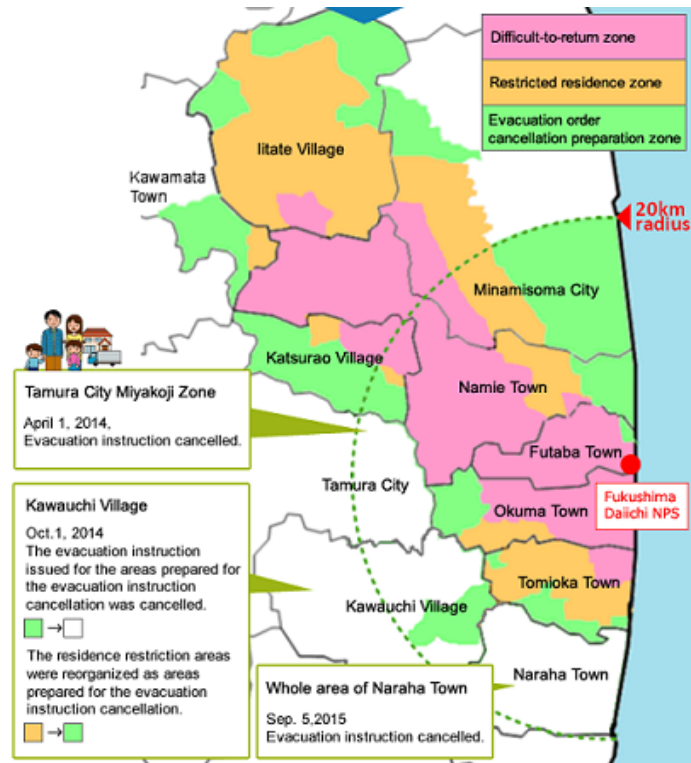 Difficult-to-return zone
Restricted residence zone
Evacuation order
cancellation preparation zone
Iitate Village
Kawamata
Town
20km
radius
Minamisoma City
Katsurao Village
Namie Town
Tamura City Miyakoji Zone
April 1, 2014,
Evacuation instruction cancelled.
Futaba Town
Tamura City
Okuma Town
Fukushima
Daiichi NPS
Kawauchi Village
Oct.1, 2014
The evacuation instruction
issued for the areas prepared for
the evacuation instruction
cancellation was cancelled.
→
The residence restriction areas
were reorganized as areas
prepared for the evacuation
instruction cancellation.
→
Tomioka Town
Kawauchi Village
Naraha Town
Whole area of Naraha Town
Sep. 5,2015
Evacuation instruction cancelled.